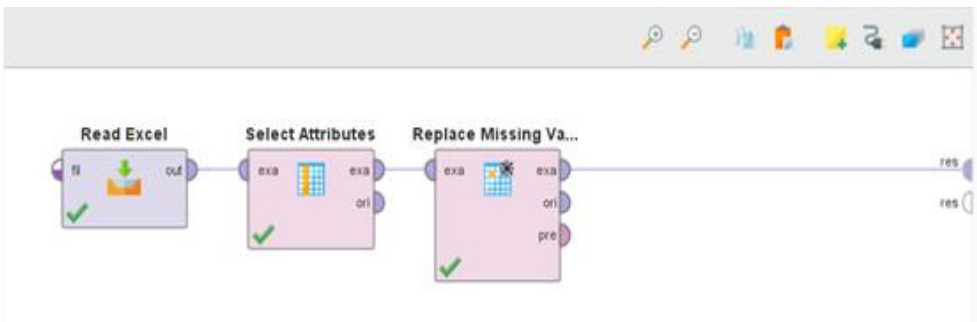 Read Excel
Select Attributes
Replace Missing Va...
fil
out
exa
exa
ori
exa
exa
ori
pre
res
res